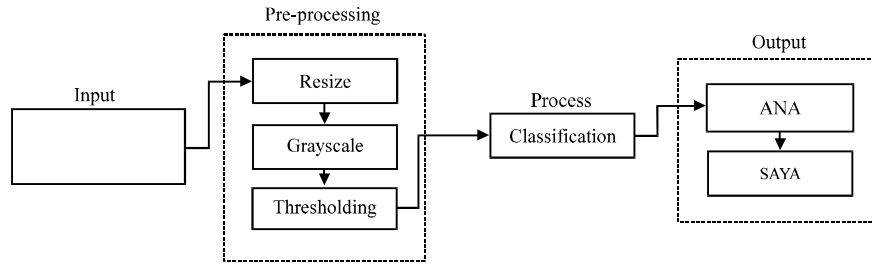 Input
Pre-processing
Resize
Grayscale
Thresholding
Process
Classification
Output
ANA
SAYA